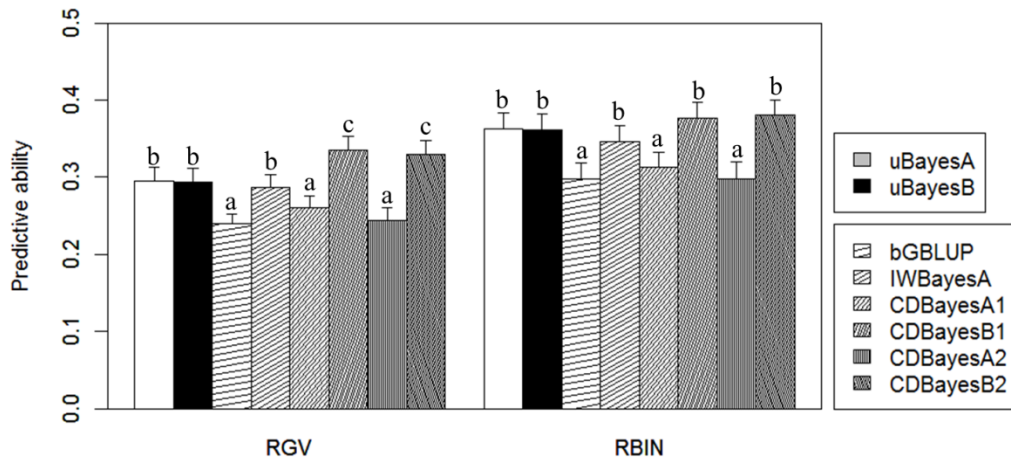 Predictive ability
0.5
0.4
0.3
0.2
0.1
0.0
b b a b a c a c
b b a b a b a b
RGV RBIN
uBayesA
uBayesB
bGBLUP
IWBayesA
CDBayesA1
CDBayesB1
CDBayesA2
CDBayesB2